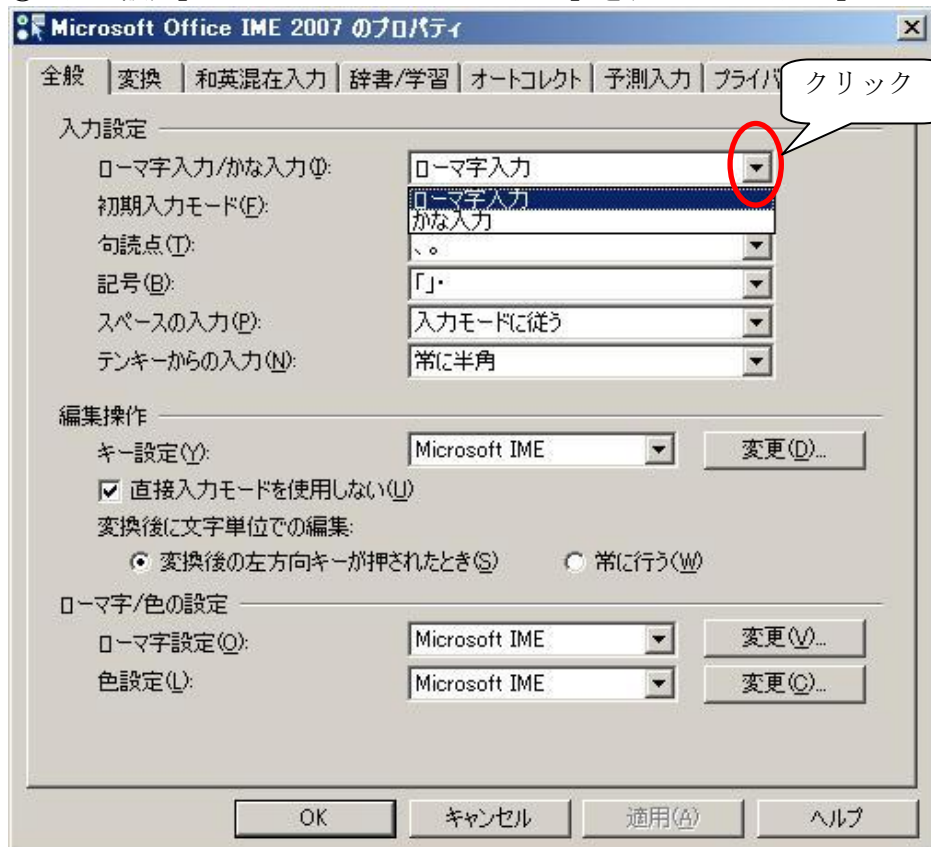 Microsoft Office IME 2007 のプロパティ
全般 変換 和英混在入力 辞書/学習 オートコレクト 予測入力 プライバ
クリック
入力設定
ローマ字入力/かな入力(I): ローマ字入力
ローマ字入力
初期入力モード(F): かな入力
句読点(T): 、。
記号(B): 「」・
スペースの入力(P): 入力モードに従う
テンキーからの入力(N): 常に半角
編集操作
キー設定(Y): Microsoft IME 変更(D)...
直接入力モードを使用しない(U)
変換後に文字単位での編集:
変換後の左方向キーが押されたとき(S) 常に行う(W)
ローマ字/色の設定
ローマ字設定(O): Microsoft IME 変更(V)...
色設定(L): Microsoft IME 変更(C)...
OK キャンセル 適用(A) ヘルプ